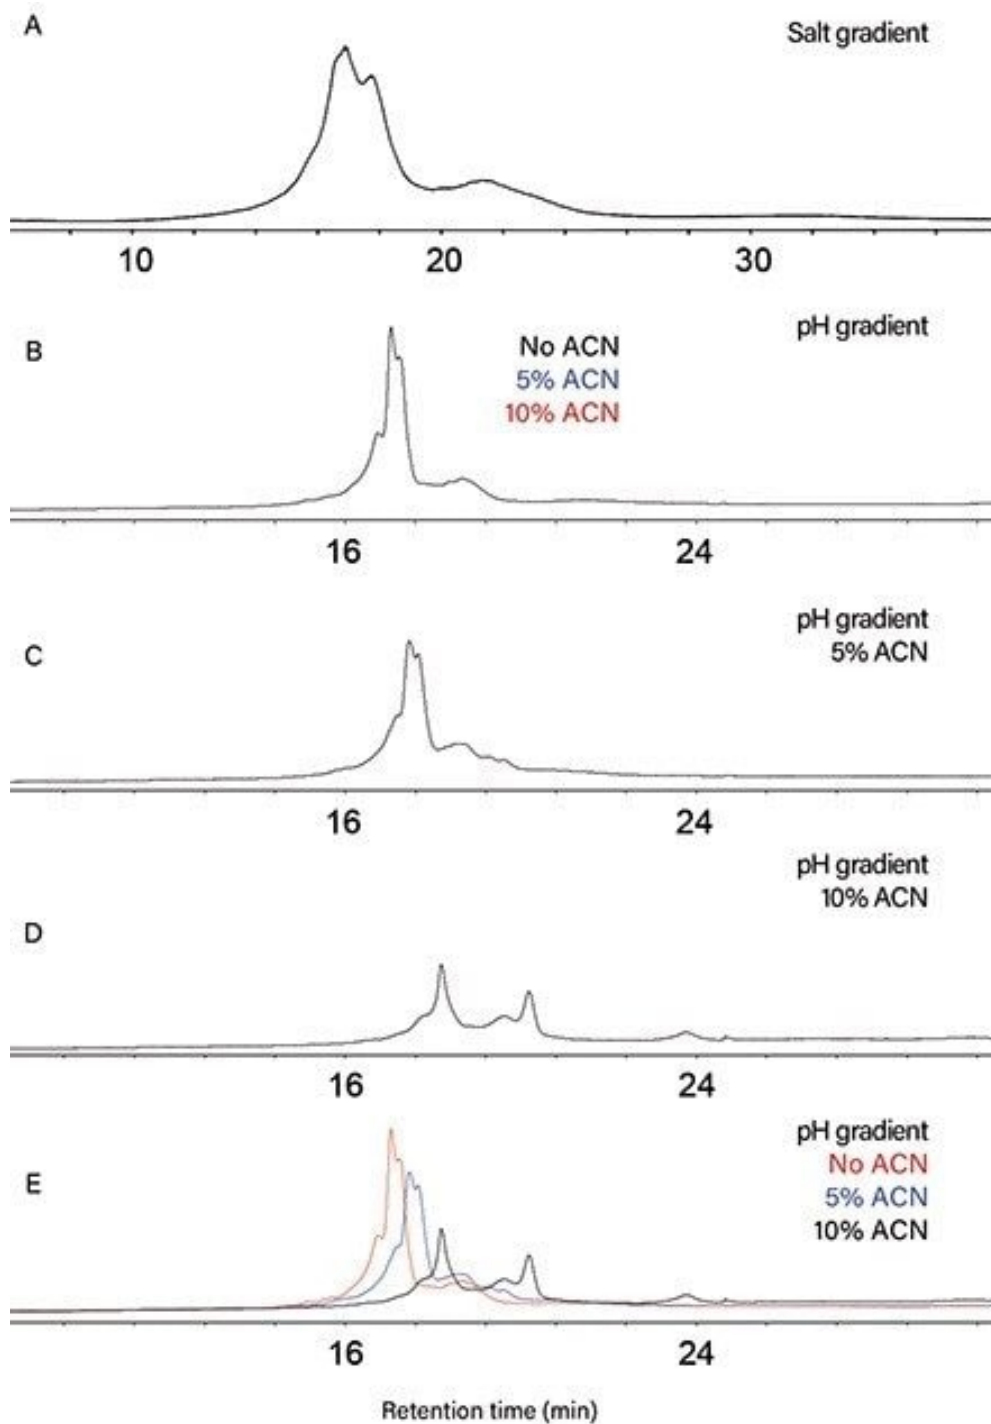 A
Salt gradient
10 20 30
B
pH gradient
No ACN
5% ACN
10% ACN
16 24
C
pH gradient
5% ACN
16 24
D
pH gradient
10% ACN
16 24
E
pH gradient
No ACN
5% ACN
10% ACN
16 24
Retention time (min)